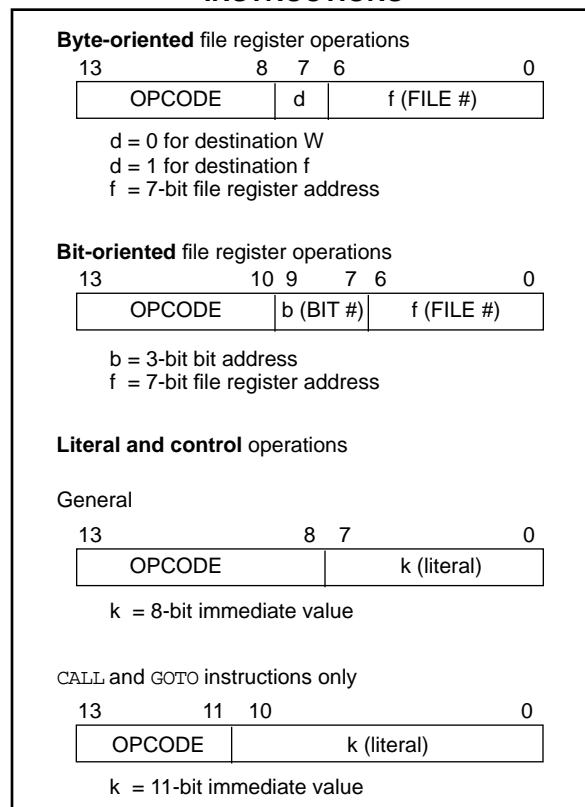 INSTRUCTIONS
Byte-oriented file register operations
13 8 7 6 0
OPCODE d f (FILE #)
d = 0 for destination W
d = 1 for destination f
f = 7-bit file register address
Bit-oriented file register operations
13 10 9 7 6 0
OPCODE b (BIT #) f (FILE #)
b = 3-bit bit address
f = 7-bit file register address
Literal and control operations
General
13 8 7 0
OPCODE k (literal)
k = 8-bit immediate value
CALL and GOTO instructions only
13 11 10 0
OPCODE k (literal)
k = 11-bit immediate value